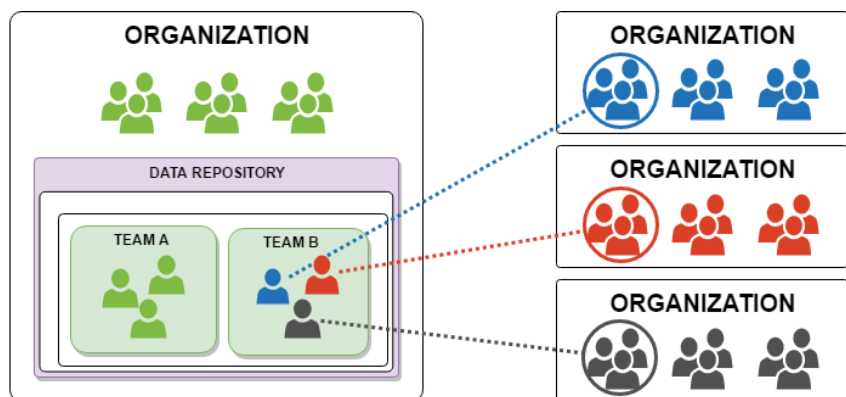 ORGANIZATION
DATA REPOSITORY
TEAM A
TEAM B
ORGANIZATION
ORGANIZATION
ORGANIZATION